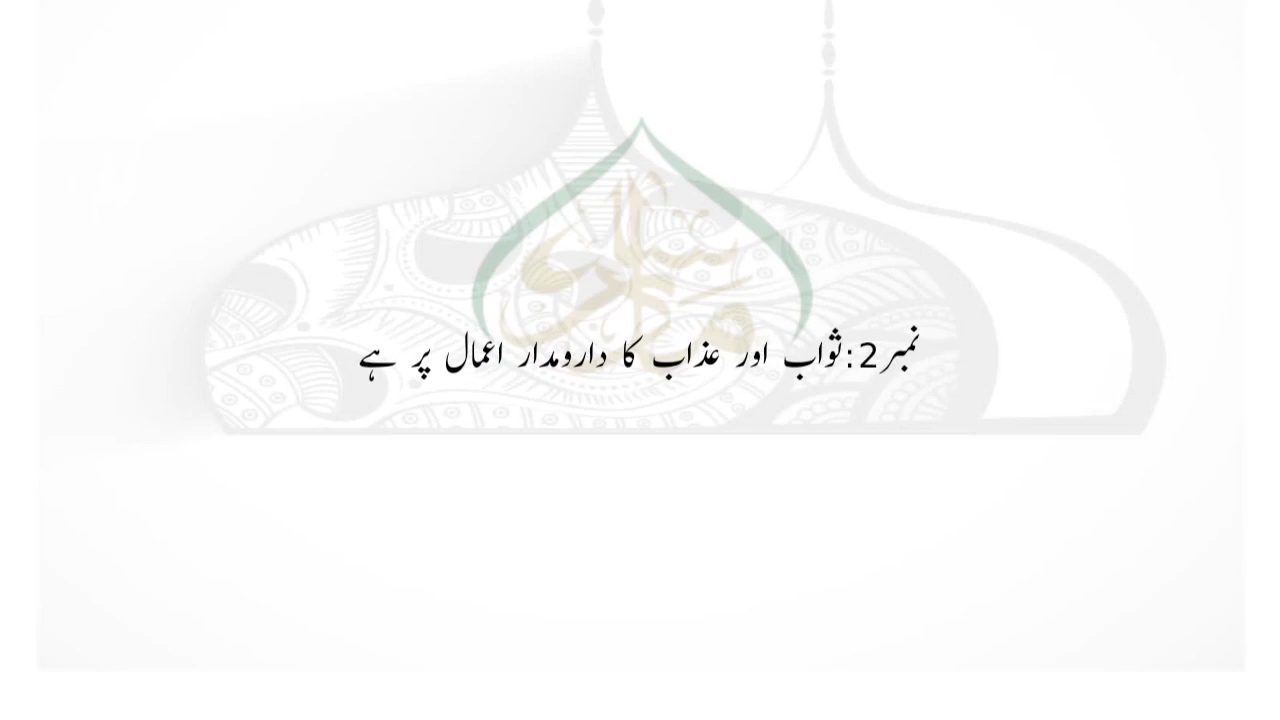 نمبر2:ثواب اور عذاب کا دارومدار اعمال پر ہے